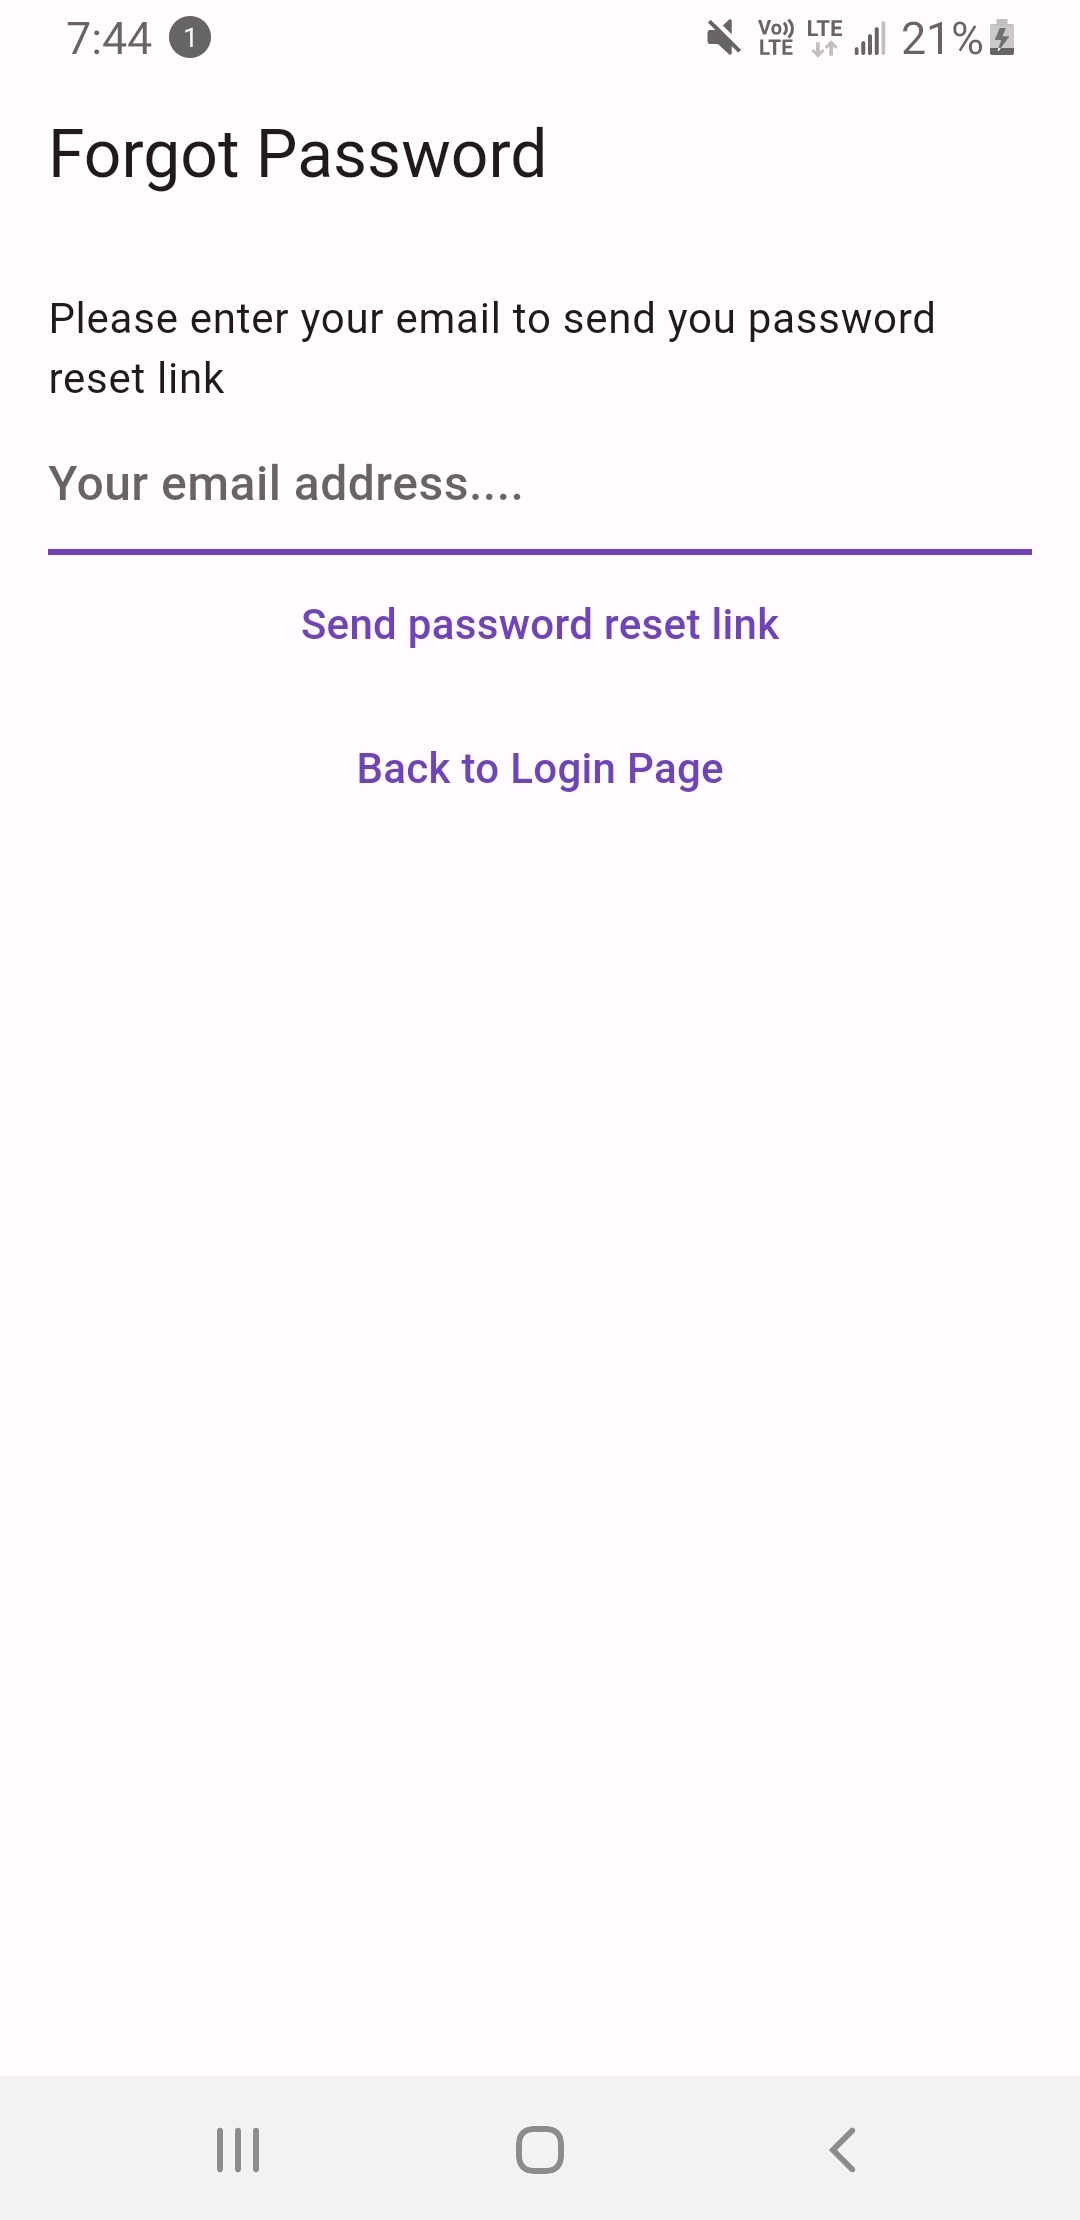 7:44 1 Vo)) LTE LTE 21%
Forgot Password
Please enter your email to send you password
reset link
Your email address....
Send password reset link
Back to Login Page